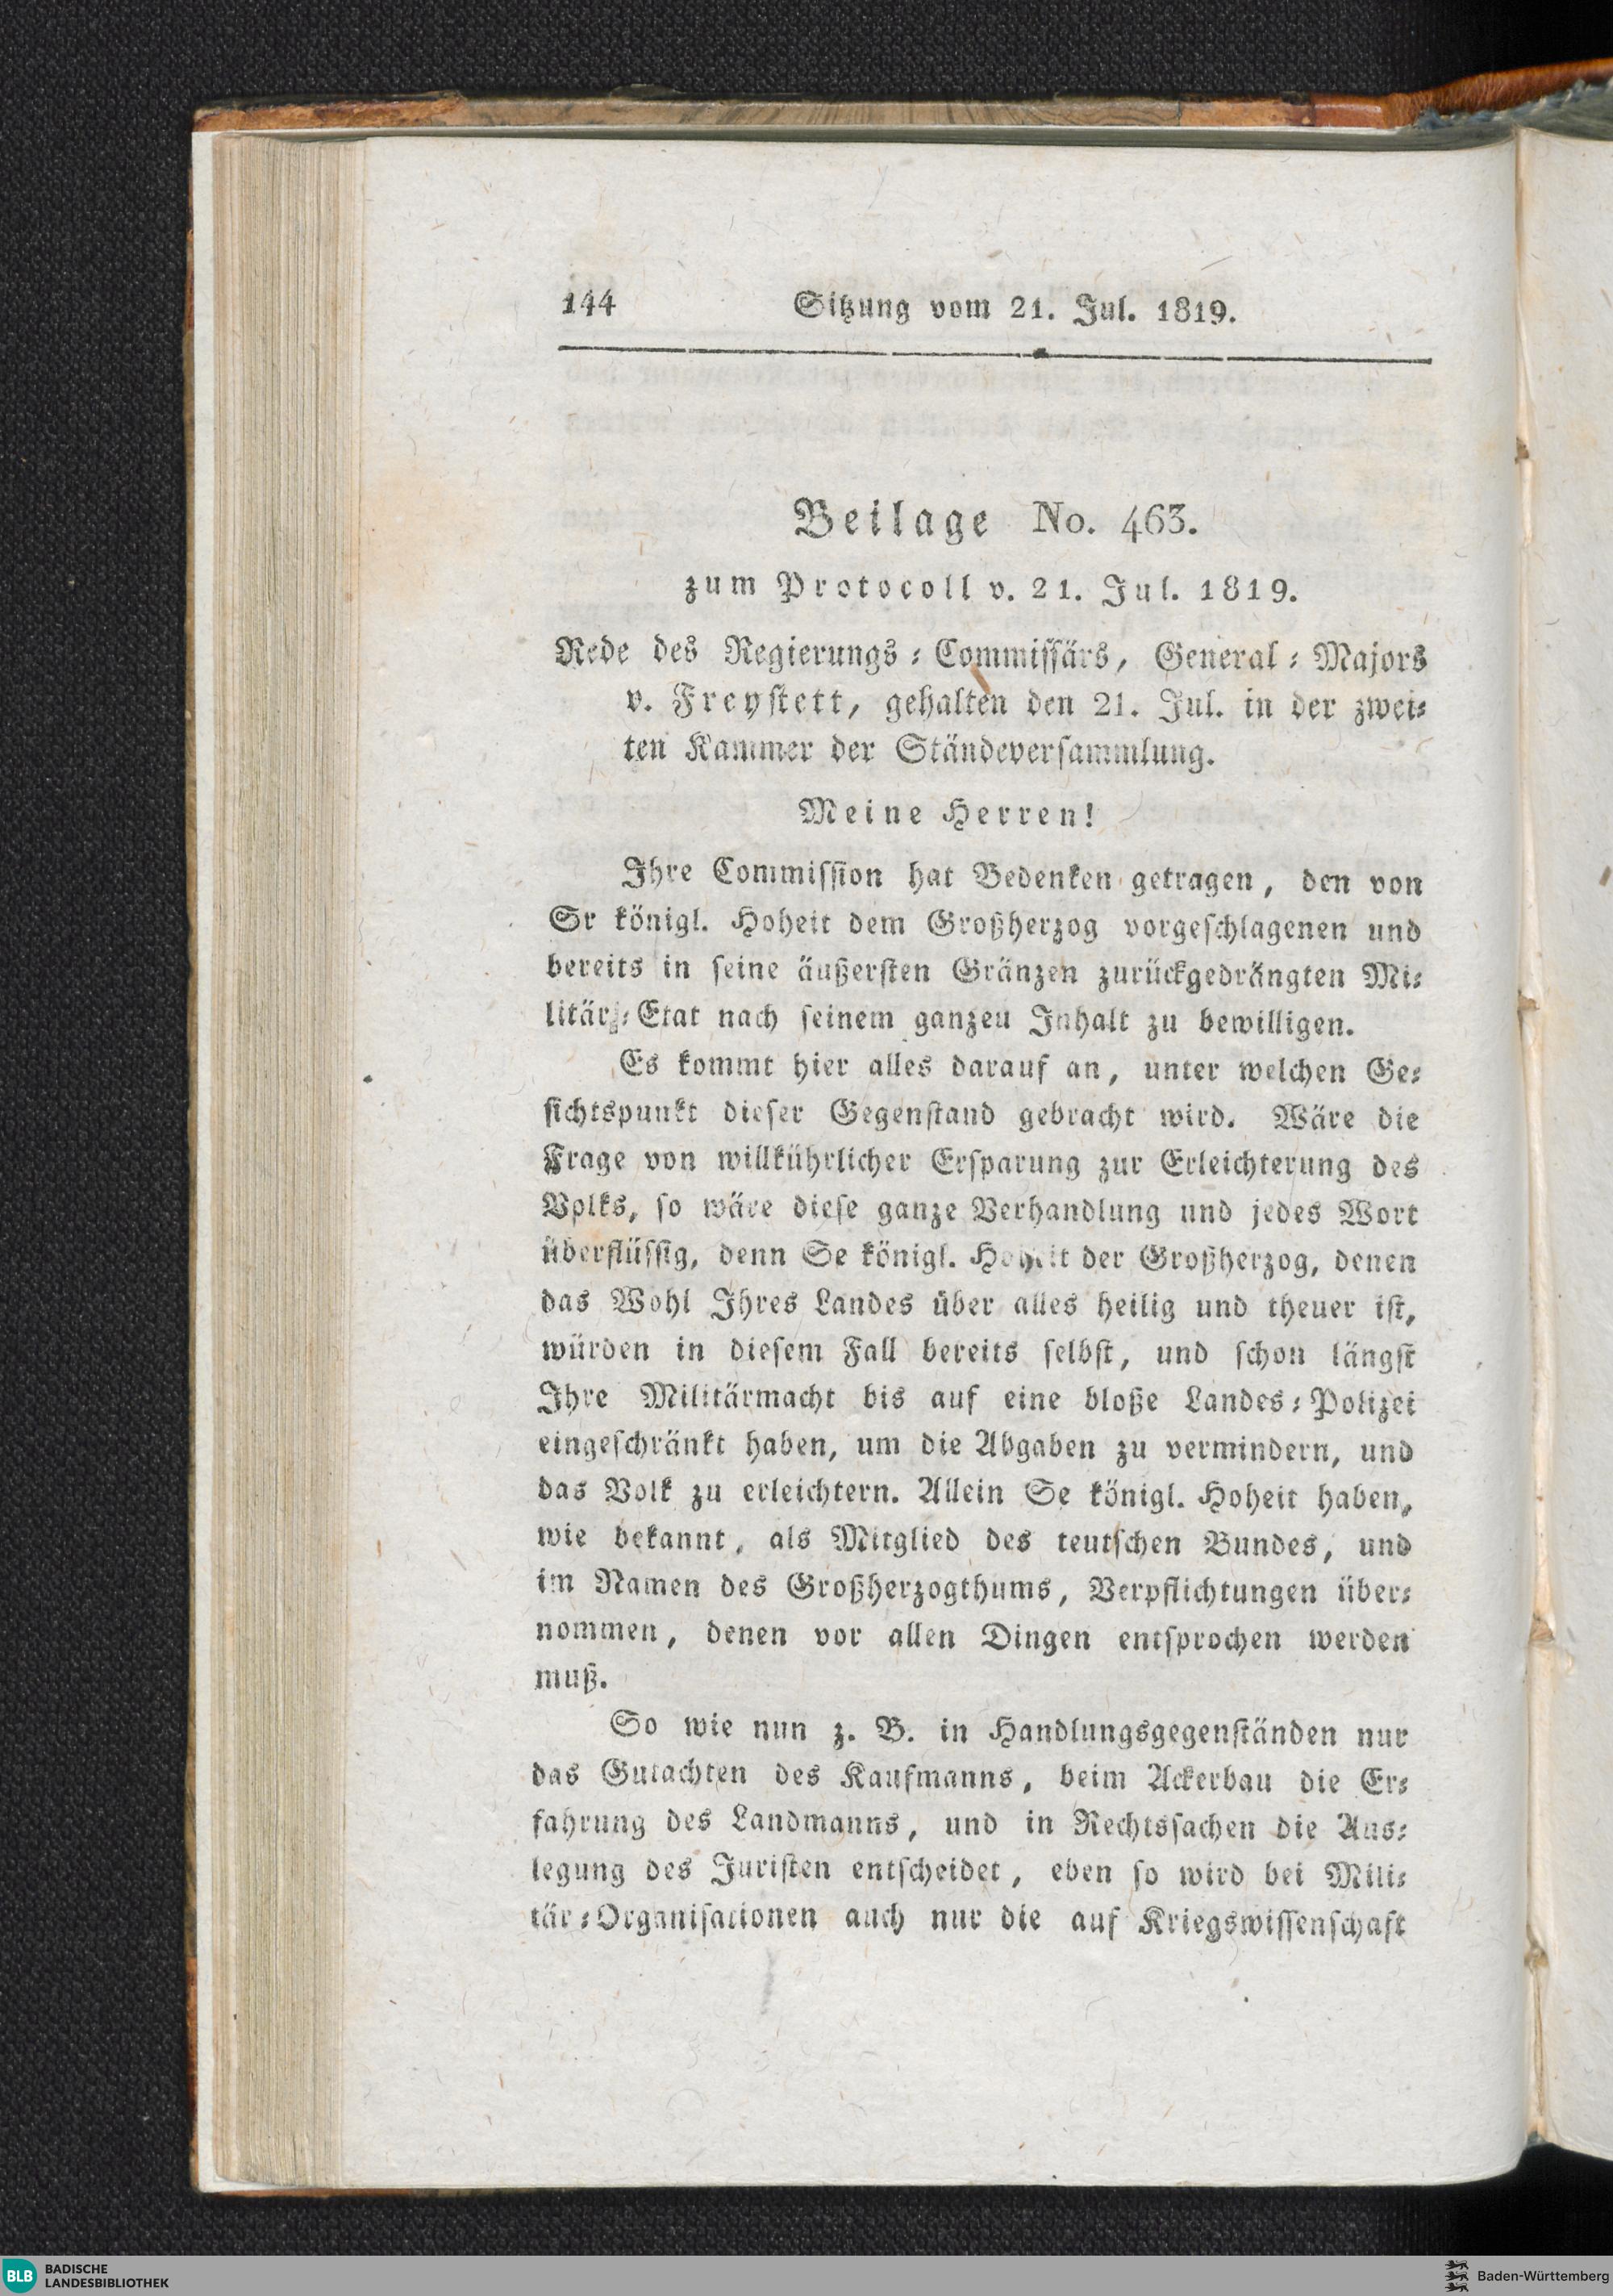 144 Sitzung vom 21. Jul. 1819.
Beilage No. 463.
zum Protocoll v. 21. Jul. 1819.
Rede des Regierungs-Commissärs, General-Majors
v. Freystett, gehalten den 21. Jul. in der zwei-
ten Kammer der Ständeversammlung.
Meine Herren!
Ihre Commission hat Bedenken getragen, den von
Sr königl. Hoheit dem Großherzog vorgeschlagenen und
bereits in seine äußersten Gränzen zurückgedrängten Mi-
litär-Etat nach seinem ganzen Inhalt zu bewilligen.
Es kommt hier alles darauf an, unter welchen Ge-
sichtspunkt dieser Gegenstand gebracht wird. Wäre die
Frage von willkührlicher Ersparung zur Erleichterung des
Volks, so wäre diese ganze Verhandlung und jedes Wort
überflüssig, denn Se königl. Hoheit der Großherzog, denen
das Wohl Ihres Landes über alles heilig und theuer ist,
würden in diesem Fall bereits selbst, und schon längst
Ihre Militärmacht bis auf eine bloße Landes-Polizei
eingeschränkt haben, um die Abgaben zu vermindern, und
das Volk zu erleichtern. Allein Se königl. Hoheit haben,
wie bekannt, als Mitglied des teutschen Bundes, und
im Namen des Großherzogthums, Verpflichtungen über-
nommen, denen vor allen Dingen entsprochen werden
muß.
So wie nun z. B. in Handlungsgegenständen nur
das Gutachten des Kaufmanns, beim Ackerbau die Er-
fahrung des Landmanns, und in Rechtssachen die Aus-
legung des Juristen entscheidet, eben so wird bei Mili-
tär-Organisationen auch nur die auf Kriegswissenschaft
BLB BADISCHE
LANDESBIBLIOTHEK
Baden-Württemberg